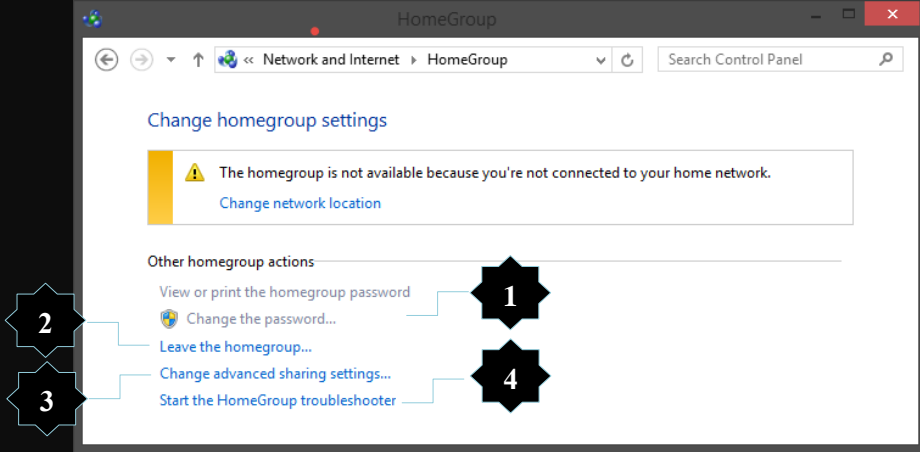 HomeGroup
« Network and Internet HomeGroup
Search Control Panel
Change homegroup settings
The homegroup is not available because you're not connected to your home network.
Change network location
Other homegroup actions
View or print the homegroup password
1
Change the password...
2
Leave the homegroup...
Change advanced sharing settings...
4
3
Start the HomeGroup troubleshooter